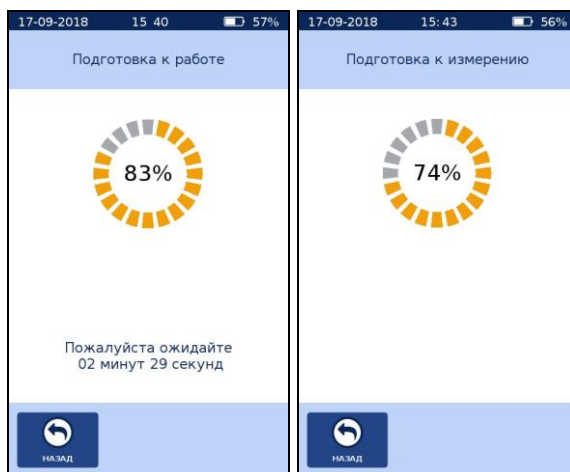 17-09-2018 15 40 57%
Подготовка к работе
83%
Пожалуйста ожидайте
02 минут 29 секунд
НАЗАД
17-09-2018 15:43 56%
Подготовка к измерению
74%
НАЗАД